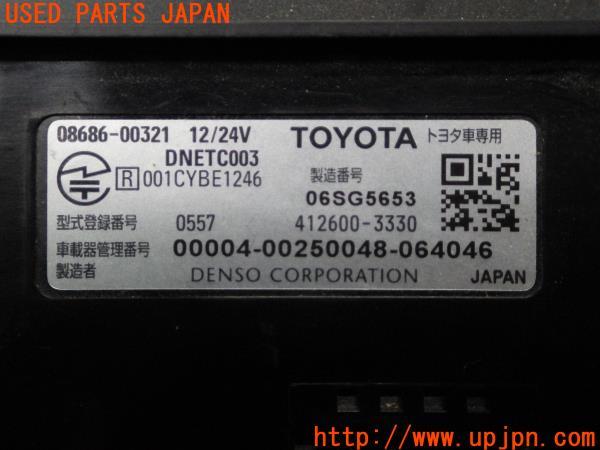 USED PARTS JAPAN
08686-00321 12/24V TOYOTA トヨタ車専用
DNETC003
R 001CYBE1246 製造番号
06SG5653
型式登録番号 0557 412600-3330
車載器管理番号 00004-00250048-064046
製造者 DENSO CORPORATION JAPAN
www.upjpn.com